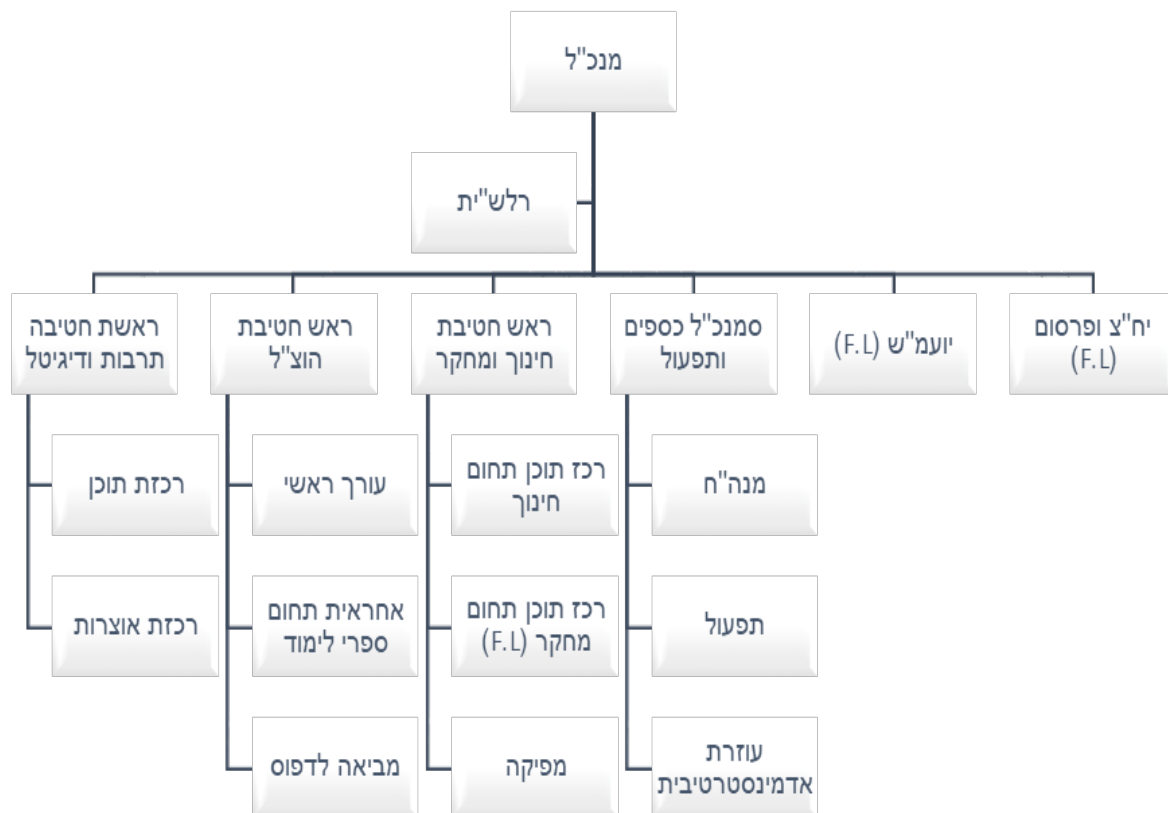 מנכ"ל
רלש"ית
יח"צ ופרסום
(F.L)
יועמ"ש (F.L)
סמנכ"ל כספים
ותפעול
ראש חטיבת
חינוך ומחקר
ראש חטיבת
הוצ"ל
ראשת חטיבה
תרבות ודיגיטל
מנה"ח
תפעול
עוזרת
אדמינסטרטיבית
רכז תוכן תחום
חינוך
רכז תוכן תחום
מחקר (F.L)
מפיקה
עורך ראשי
אחראית תחום
ספרי לימוד
מביאה לדפוס
רכזת תוכן
רכזת אוצרות